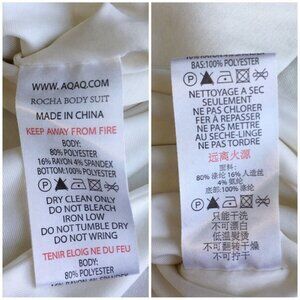 WWW.AQAQ.COM
ROCHA BODY SUIT
MADE IN CHINA
KEEP AWAY FROM FIRE
BODY:
80% POLYESTER
16% RAYON 4% SPANDEX
BOTTOM:100% POLYESTER
DRY CLEAN ONLY
DO NOT BLEACH
IRON LOW
DO NOT TUMBLE DRY
DO NOT WRING
TENIR ELOIG NE DU FEU
BODY:
80% POLYESTER
BAS:100% POLYESTER
NETTOYAGE A SEC
SEULEMENT
NE PAS CHLORER
FER A REPASSER
NE PAS METTRE
AU SECHE-LINGE
NE PAS TORDRE
远离火源
面料:
80% 涤纶 16% 人造丝
4% 氨纶
底部:100% 涤纶
只能干洗
不可漂白
低温熨烫
不可翻转干燥
不可拧干